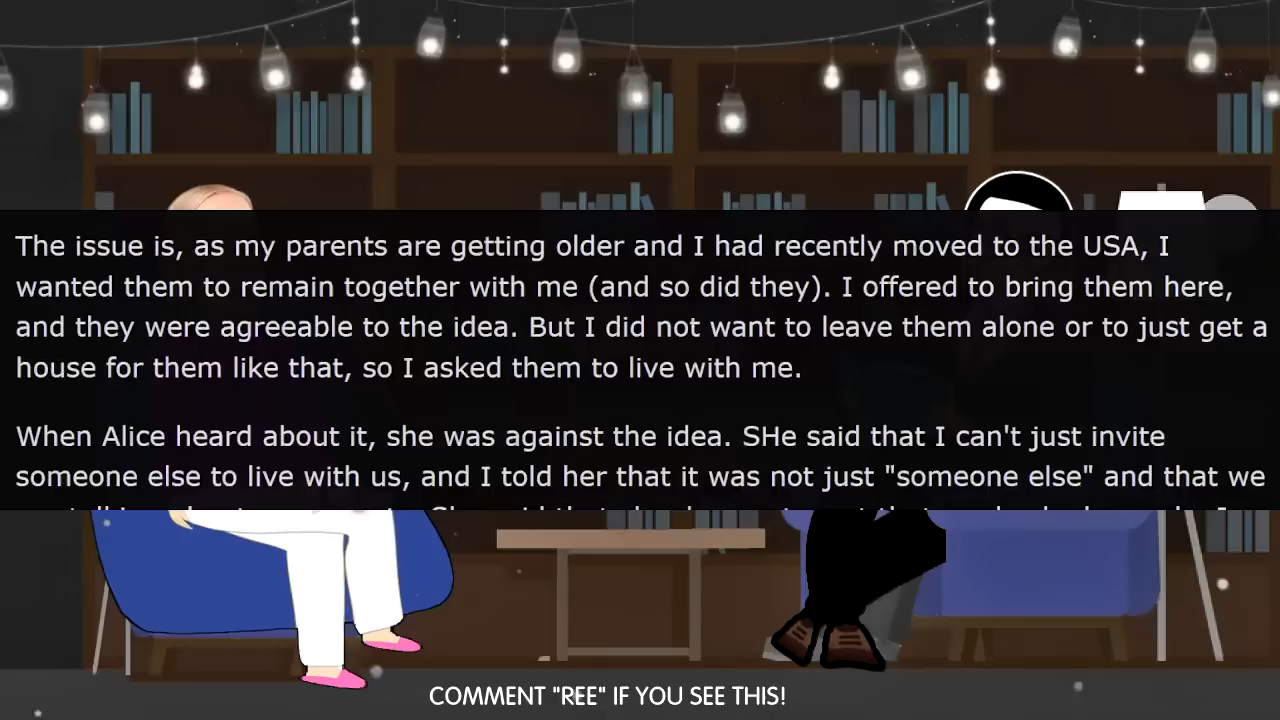 The issue is, as my parents are getting older and I had recently moved to the USA, I
wanted them to remain together with me (and so did they). I offered to bring them here,
and they were agreeable to the idea. But I did not want to leave them alone or to just get a
house for them like that, so I asked them to live with me.
When Alice heard about it, she was against the idea. SHe said that I can't just invite
someone else to live with us, and I told her that it was not just "someone else" and that we
COMMENT "REE" IF YOU SEE THIS!